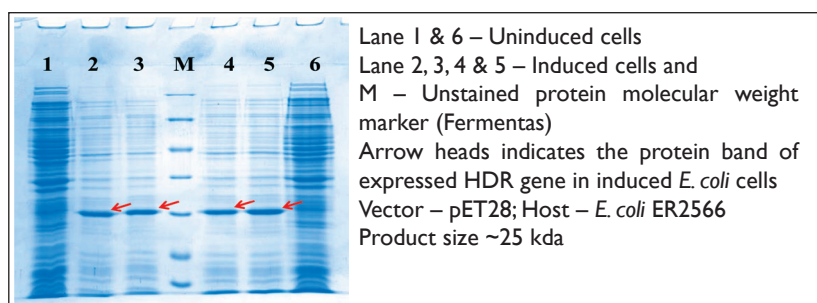 1 2 3 M 4 5 6
Lane 1 & 6 – Uninduced cells
Lane 2, 3, 4 & 5 – Induced cells and
M – Unstained protein molecular weight
marker (Fermentas)
Arrow heads indicates the protein band of
expressed HDR gene in induced E. coli cells
Vector – pET28; Host – E. coli ER2566
Product size ~25 kda